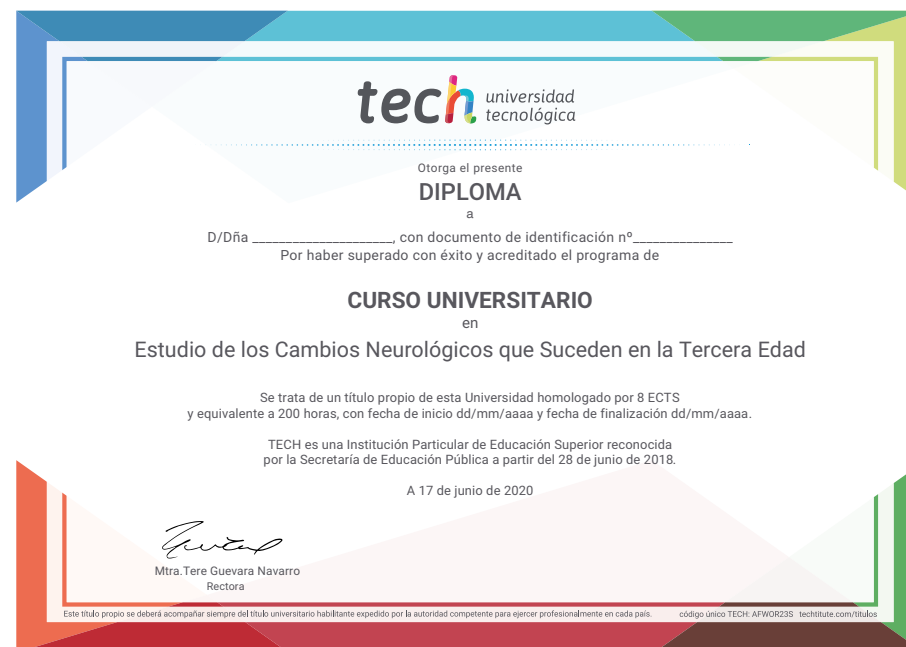 tech universidad
tecnológica
Otorga el presente
DIPLOMA
a
D/Dña _____________________, con documento de identificación nº_______________
Por haber superado con éxito y acreditado el programa de
CURSO UNIVERSITARIO
en
Estudio de los Cambios Neurológicos que Suceden en la Tercera Edad
Se trata de un título propio de esta Universidad homologado por 8 ECTS
y equivalente a 200 horas, con fecha de inicio dd/mm/aaaa y fecha de finalización dd/mm/aaaa.
TECH es una Institución Particular de Educación Superior reconocida
por la Secretaría de Educación Pública a partir del 28 de junio de 2018.
A 17 de junio de 2020
Mtra.Tere Guevara Navarro
Rectora
Este título propio se deberá acompañar siempre del título universitario habilitante expedido por la autoridad competente para ejercer profesionalmente en cada país. código único TECH: AFWOR23S techtitute.com/títulos